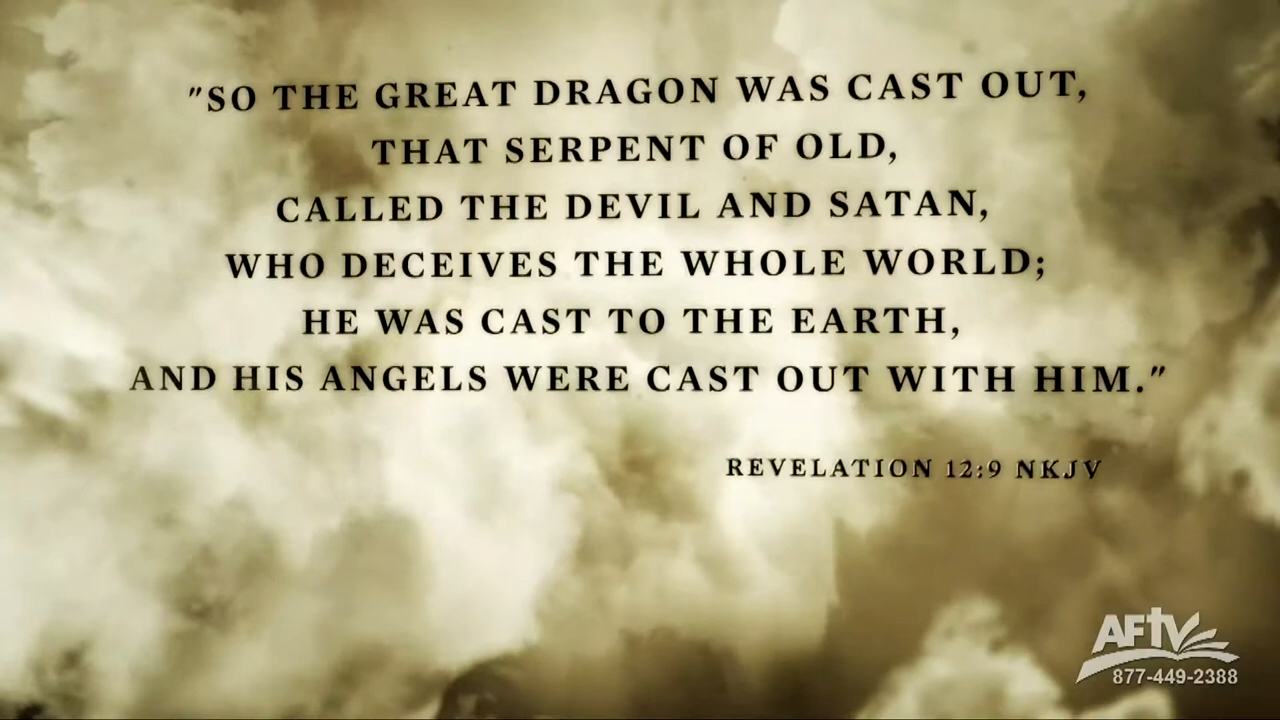 "SO THE GREAT DRAGON WAS CAST OUT,
THAT SERPENT OF OLD,
CALLED THE DEVIL AND SATAN,
WHO DECEIVES THE WHOLE WORLD;
HE WAS CAST TO THE EARTH,
AND HIS ANGELS WERE CAST OUT WITH HIM."
REVELATION 12:9 NKJV
AFTV
877-449-2388